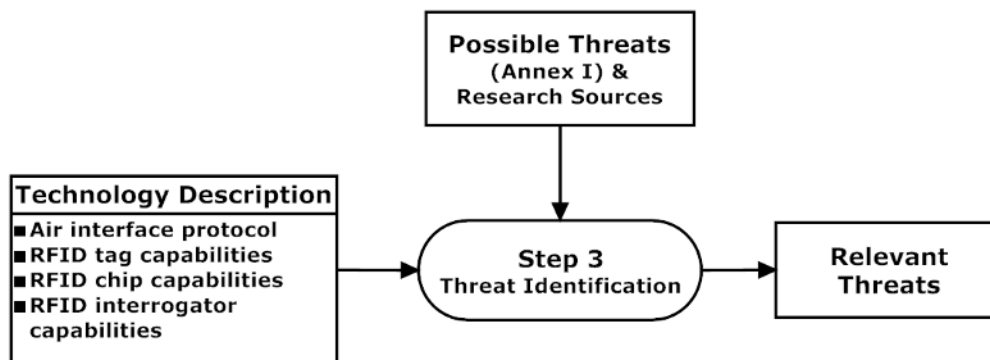 Possible Threats
(Annex I) &
Research Sources
Technology Description
■Air interface protocol
■RFID tag capabilities
■RFID chip capabilities
■RFID interrogator
capabilities
Step 3
Threat Identification
Relevant
Threats